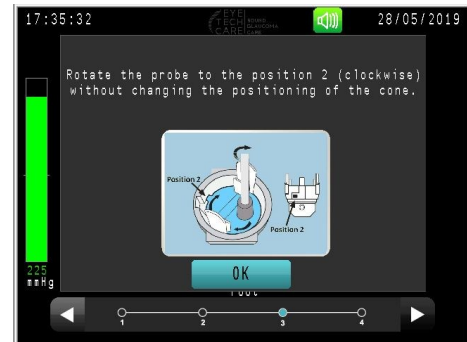 17:35:32
EYE
TECH
CARE
28/05/2019
Rotate the probe to the position 2 (clockwise)
without changing the positioning of the cone.
Position 2
Position 2
OK
225
mmHg
1 2 3 4